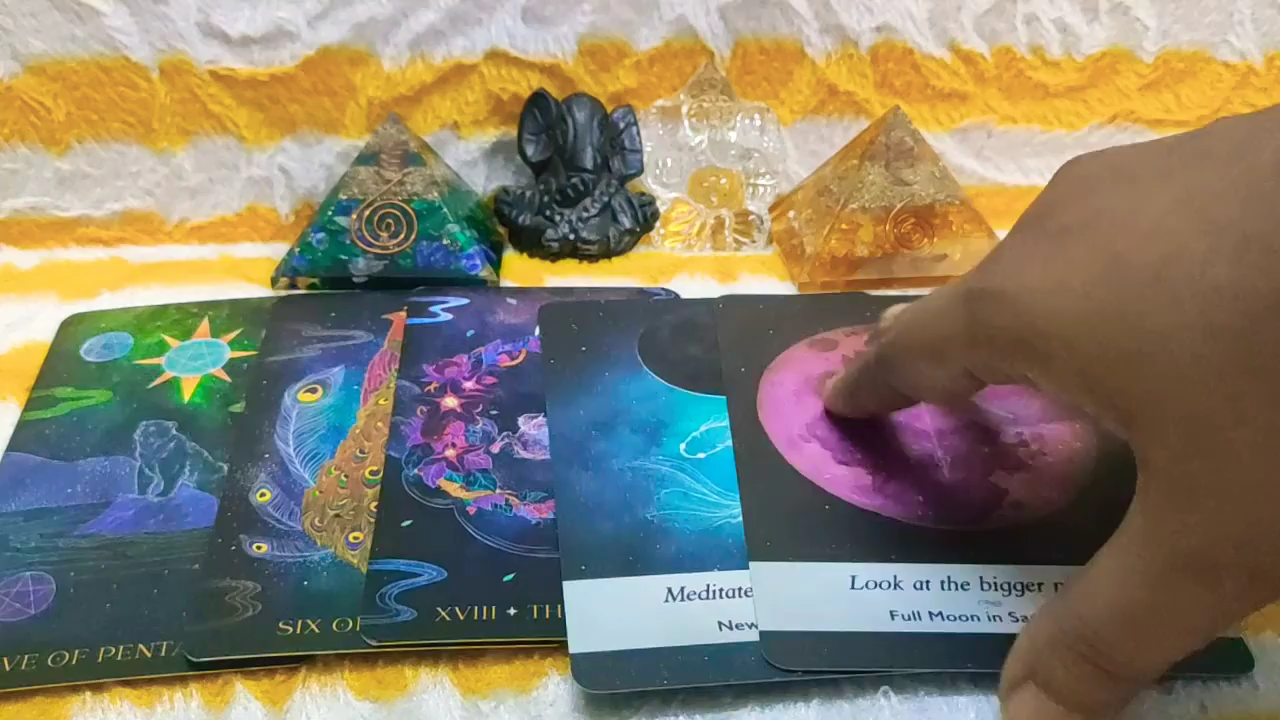 VE OF PENTA
SIX OF
XVIII ✦ TH
Meditate
New
Look at the bigger
Full Moon in Sa